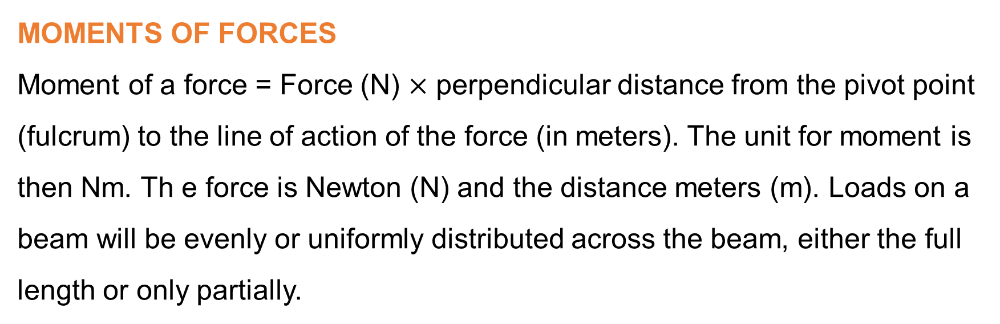 MOMENTS OF FORCES
Moment of a force = Force (N) × perpendicular distance from the pivot point
(fulcrum) to the line of action of the force (in meters). The unit for moment is
then Nm. Th e force is Newton (N) and the distance meters (m). Loads on a
beam will be evenly or uniformly distributed across the beam, either the full
length or only partially.